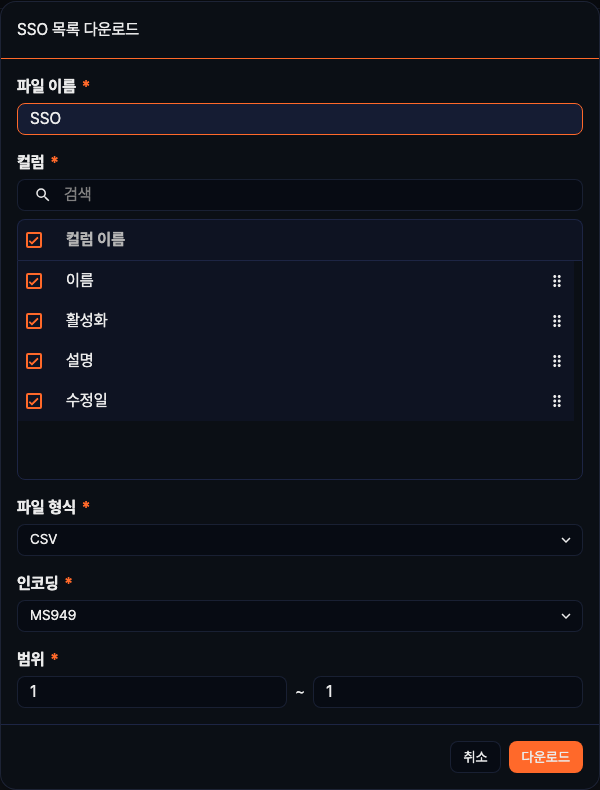 SSO 목록 다운로드
파일 이름 *
SSO
컬럼 *
검색
컬럼 이름
이름
활성화
설명
수정일
파일 형식 *
CSV
인코딩 *
MS949
범위 *
1 ~ 1
취소 다운로드